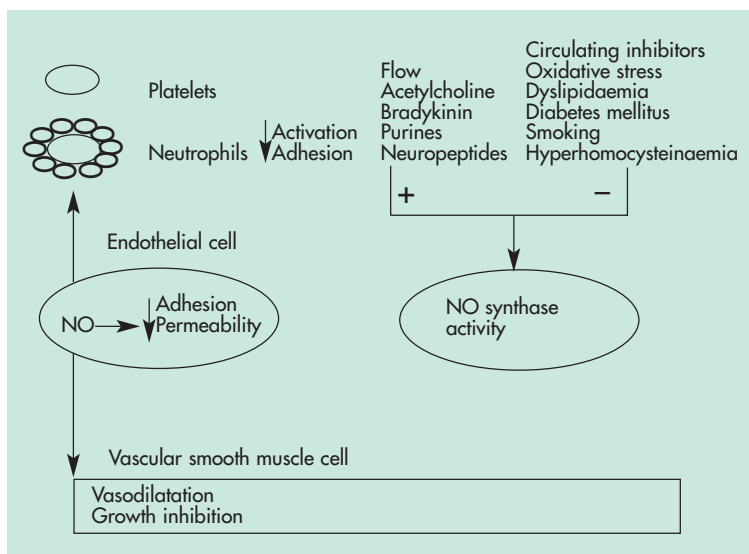 Platelets
Neutrophils
Activation
Adhesion
Flow
Acetylcholine
Bradykinin
Purines
Neuropeptides
+
Circulating inhibitors
Oxidative stress
Dyslipidaemia
Diabetes mellitus
Smoking
Hyperhomocysteinaemia
–
Endothelial cell
NO
Adhesion
Permeability
NO synthase
activity
Vascular smooth muscle cell
Vasodilatation
Growth inhibition